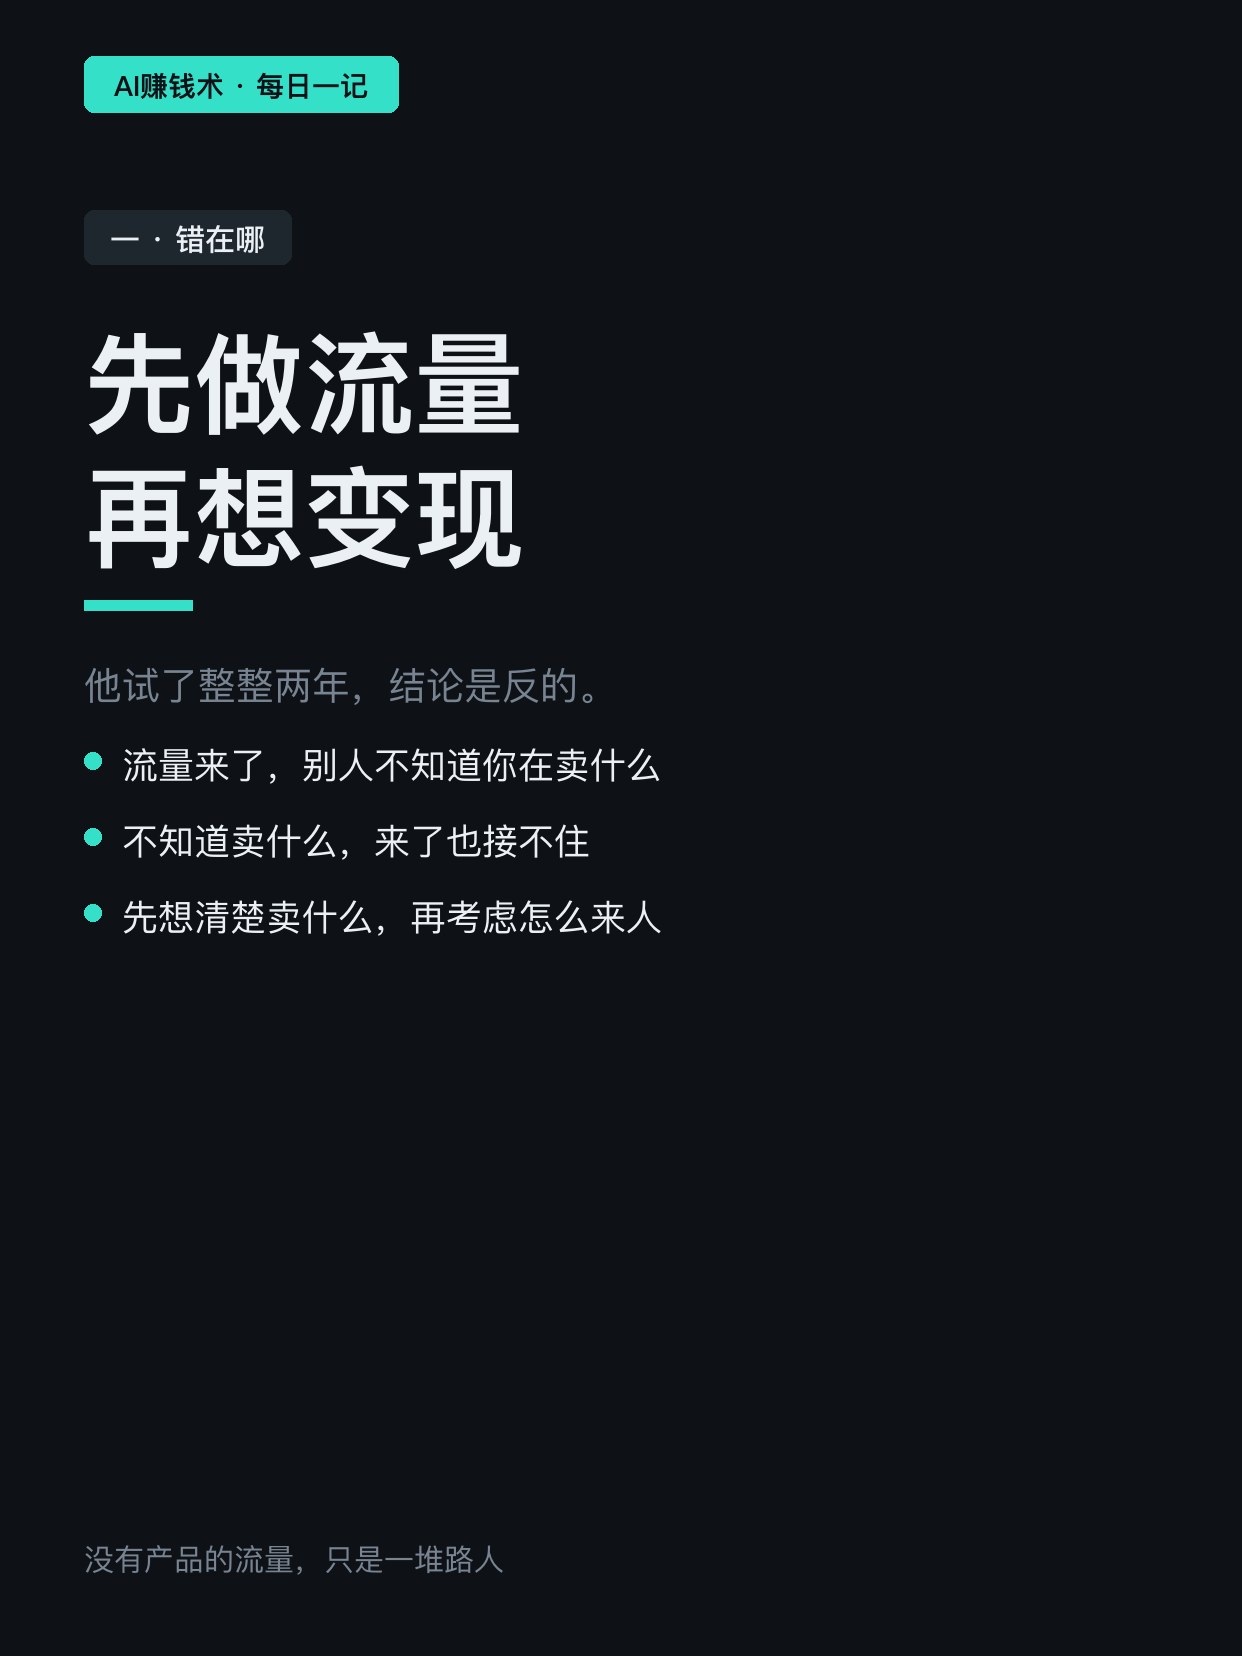 AI赚钱术 · 每日一记
一 · 错在哪
先做流量
再想变现
他试了整整两年，结论是反的。
流量来了，别人不知道你在卖什么
不知道卖什么，来了也接不住
先想清楚卖什么，再考虑怎么来人
没有产品的流量，只是一堆路人